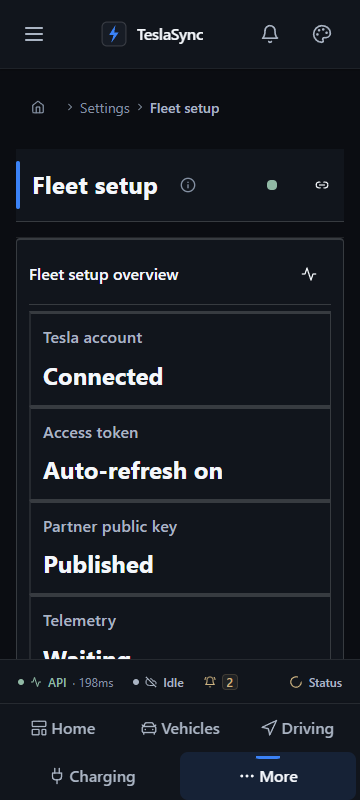 TeslaSync
Settings Fleet setup
Fleet setup
Fleet setup overview
Tesla account
Connected
Access token
Auto-refresh on
Partner public key
Published
Telemetry
Waiting
API · 198ms Idle 2 Status
Home Vehicles Driving
Charging More